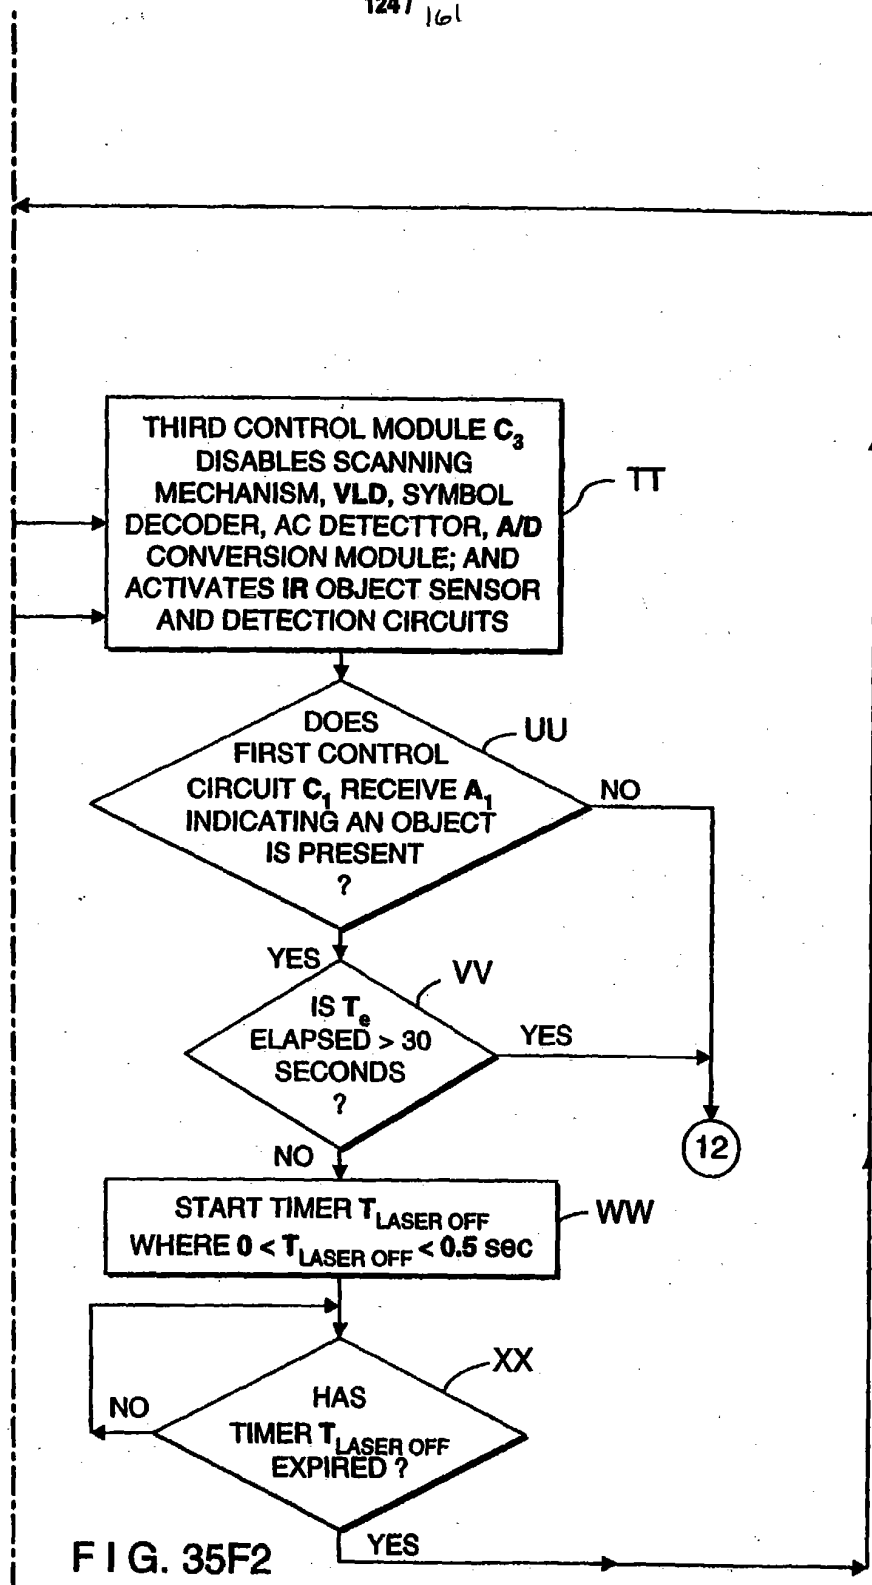 1247 161
THIRD CONTROL MODULE C3
DISABLES SCANNING
MECHANISM, VLD, SYMBOL
DECODER, AC DETECTTOR, A/D
CONVERSION MODULE; AND
ACTIVATES IR OBJECT SENSOR
AND DETECTION CIRCUITS
TT
DOES
FIRST CONTROL
CIRCUIT C1 RECEIVE A1
INDICATING AN OBJECT
IS PRESENT
?
UU
NO
YES
IS Te
ELAPSED > 30
SECONDS
?
VV
YES
12
NO
START TIMER TLASER OFF
WHERE 0 < TLASER OFF < 0.5 sec
WW
HAS
TIMER TLASER OFF
EXPIRED ?
XX
NO
YES
FIG. 35F2